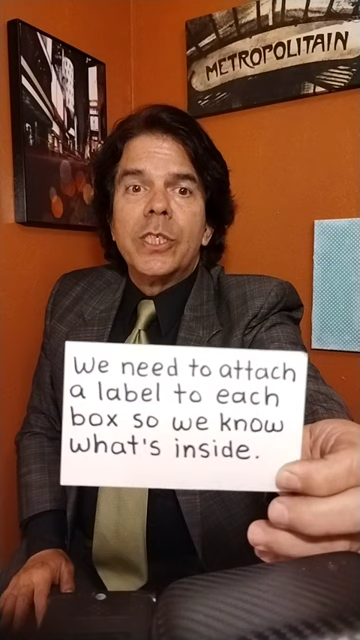 METROPOLITAIN
We need to attach
a label to each
box so we know
what's inside.